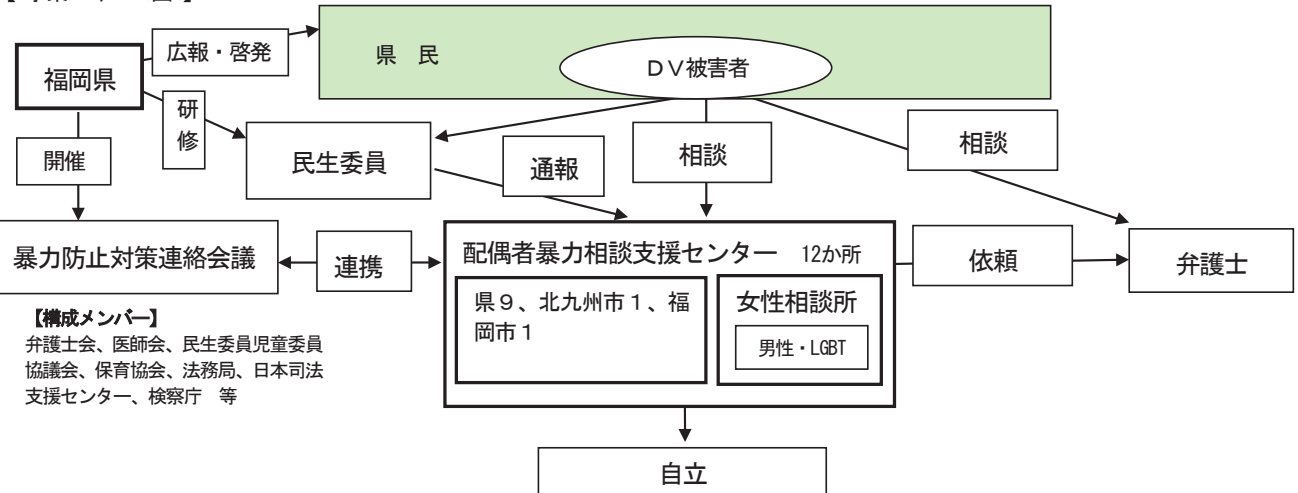 広報・啓発
県　民
ＤＶ被害者
福岡県
研
修
開催
民生委員
通報
相談
相談
暴力防止対策連絡会議
連携
配偶者暴力相談支援センター　12か所
依頼
弁護士
県９、北九州市１、福
岡市１
女性相談所
男性・LGBT
【構成メンバー】
弁護士会、医師会、民生委員児童委員
協議会、保育協会、法務局、日本司法
支援センター、検察庁　等
自立